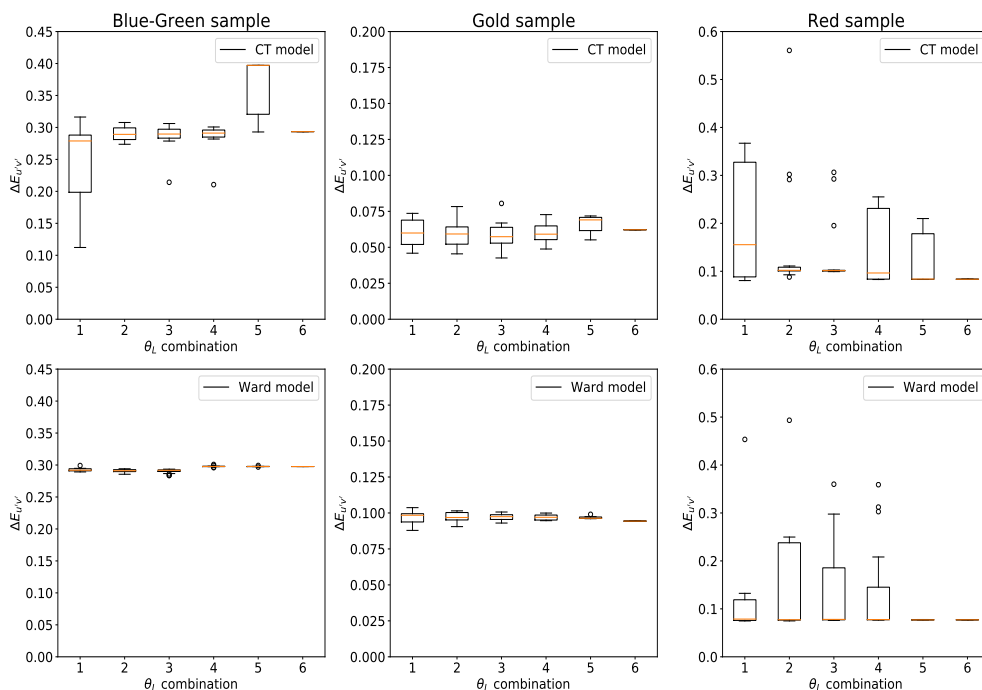 Blue-Green sample
Gold sample
Red sample
0.45
0.40
0.35
0.30
0.25
0.20
0.15
0.10
0.05
0.00
ΔE_{u'v'}
CT model
1 2 3 4 5 6
θ_L combination
0.200
0.175
0.150
0.125
0.100
0.075
0.050
0.025
0.000
ΔE_{u'v'}
CT model
1 2 3 4 5 6
θ_L combination
0.6
0.5
0.4
0.3
0.2
0.1
0.0
ΔE_{u'v'}
CT model
1 2 3 4 5 6
θ_L combination
0.45
0.40
0.35
0.30
0.25
0.20
0.15
0.10
0.05
0.00
ΔE_{u'v'}
Ward model
1 2 3 4 5 6
θ_L combination
0.200
0.175
0.150
0.125
0.100
0.075
0.050
0.025
0.000
ΔE_{u'v'}
Ward model
1 2 3 4 5 6
θ_L combination
0.6
0.5
0.4
0.3
0.2
0.1
0.0
ΔE_{u'v'}
Ward model
1 2 3 4 5 6
θ_L combination